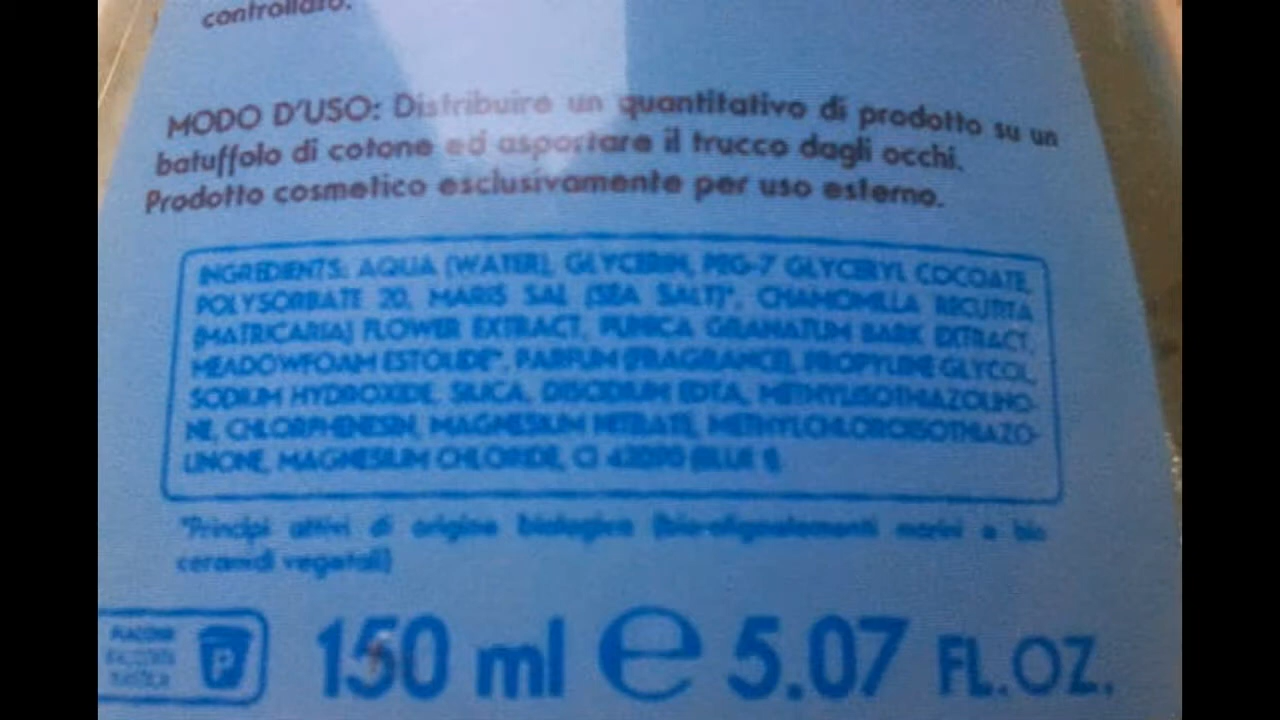 controllato.
MODO D'USO: Distribuire un quantitativo di prodotto su un
batuffolo di cotone ed asportare il trucco dagli occhi.
Prodotto cosmetico esclusivamente per uso esterno.
INGREDIENTS: AQUA (WATER), GLYCERIN, PEG-7 GLYCERYL COCOATE,
POLYSORBATE 20, MARIS SAL (SEA SALT)*, CHAMOMILLA RECUTITA
(MATRICARIA) FLOWER EXTRACT, PUNICA GRANATUM BARK EXTRACT,
MEADOWFOAM ESTOLIDE*, PARFUM (FRAGRANCE), PROPYLENE GLYCOL,
SODIUM HYDROXIDE, SILICA, DISODIUM EDTA, METHYLISOTHIAZOLINO-
NE, CHLORPHENESIN, MAGNESIUM NITRATE, METHYLCHLOROISOTHIAZO-
LINONE, MAGNESIUM CHLORIDE, CI 42090 (BLUE 1).
*Principi attivi di origine biologica (bio-oligoelementi marini e bio
ceramidi vegetali)
150 ml e 5.07 FL.OZ.